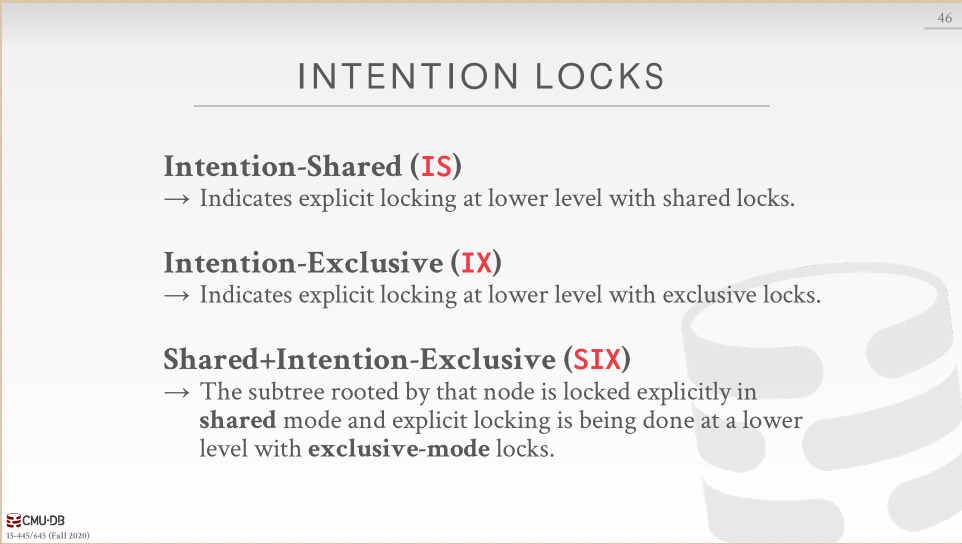 46
INTENTION LOCKS
Intention-Shared (IS)
→ Indicates explicit locking at lower level with shared locks.
Intention-Exclusive (IX)
→ Indicates explicit locking at lower level with exclusive locks.
Shared+Intention-Exclusive (SIX)
→ The subtree rooted by that node is locked explicitly in
shared mode and explicit locking is being done at a lower
level with exclusive-mode locks.
CMU·DB
15-445/645 (Fall 2020)